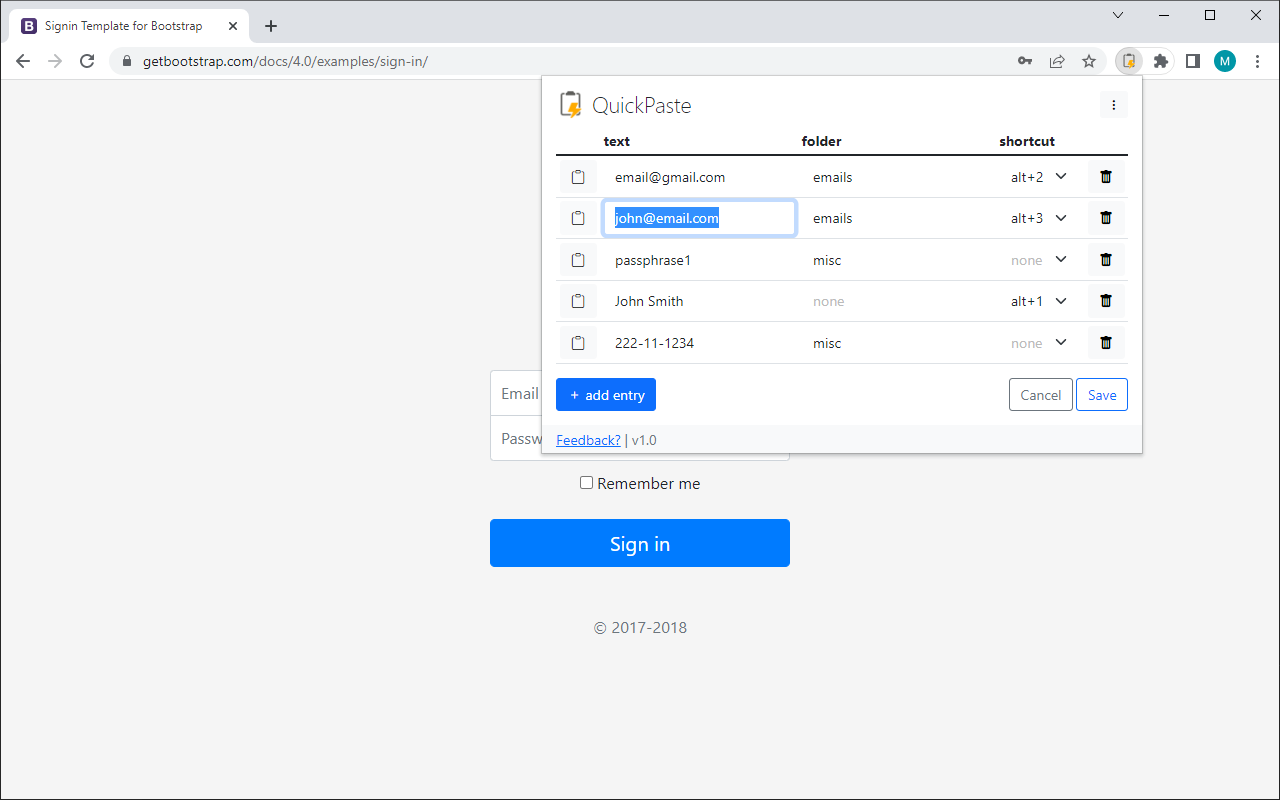 Signin Template for Bootstrap
getbootstrap.com/docs/4.0/examples/sign-in/
M
QuickPaste
text folder shortcut
email@gmail.com emails alt+2
john@email.com emails alt+3
passphrase1 misc none
John Smith none alt+1
222-11-1234 misc none
+ add entry Cancel Save
Feedback? | v1.0
Email
Passw
Remember me
Sign in
© 2017-2018